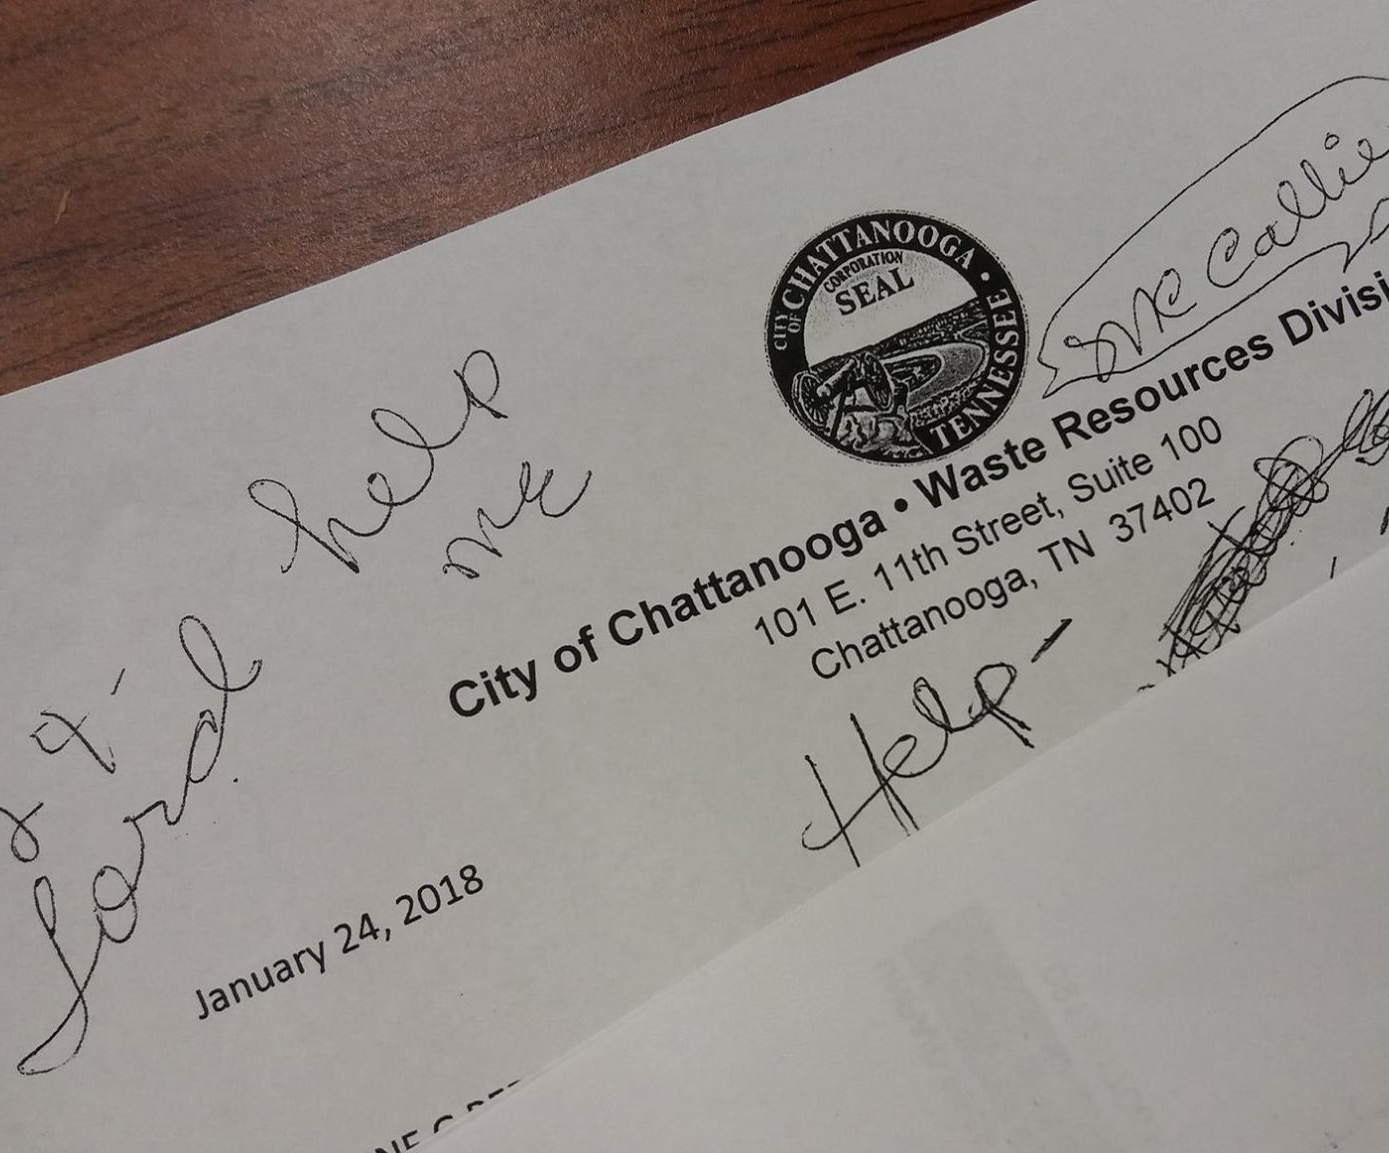 CITY OF CHATTANOOGA • TENNESSEE
CORPORATION
SEAL
Callie
City of Chattanooga • Waste Resources Divisi
101 E. 11th Street, Suite 100
Chattanooga, TN 37402
help
me
Lord
Help -
January 24, 2018